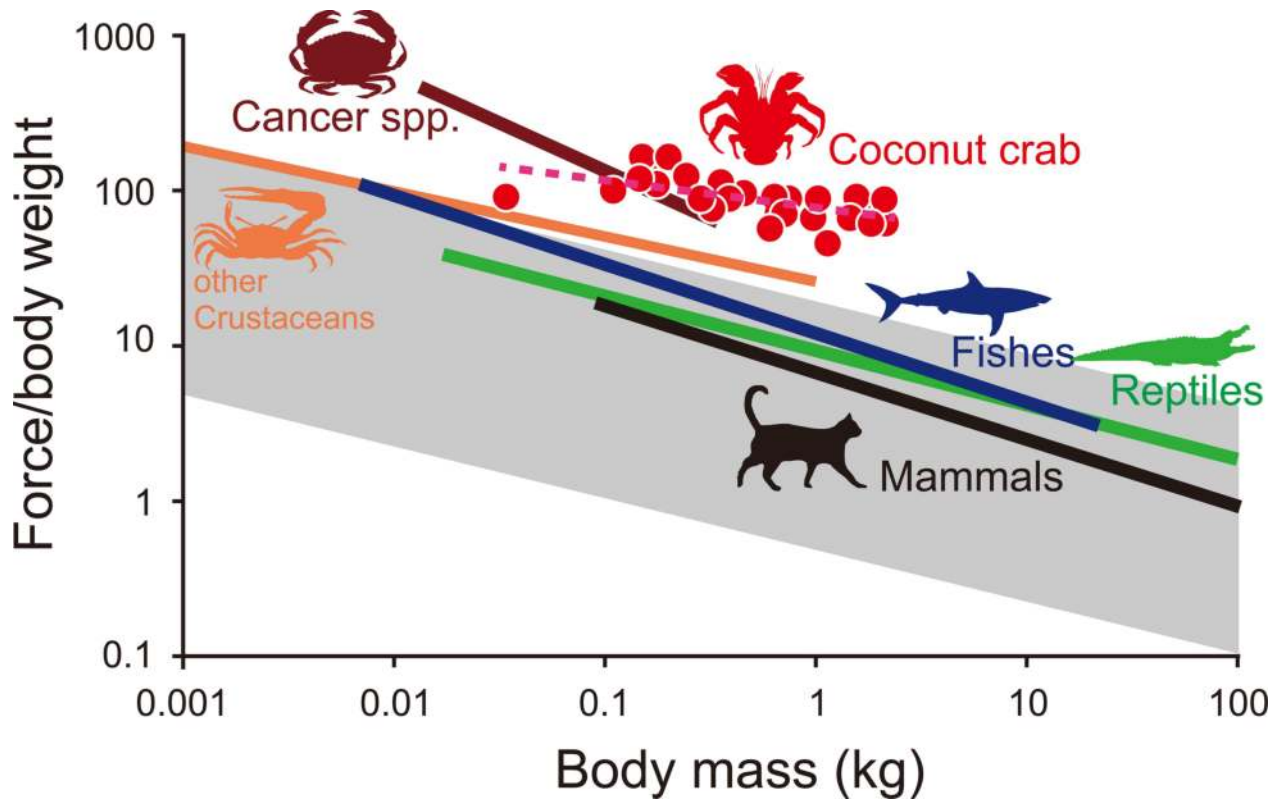 1000
100
10
1
0.1
Force/body weight
Cancer spp.
Coconut crab
other
Crustaceans
Fishes
Reptiles
Mammals
0.001
0.01
0.1
1
10
100
Body mass (kg)